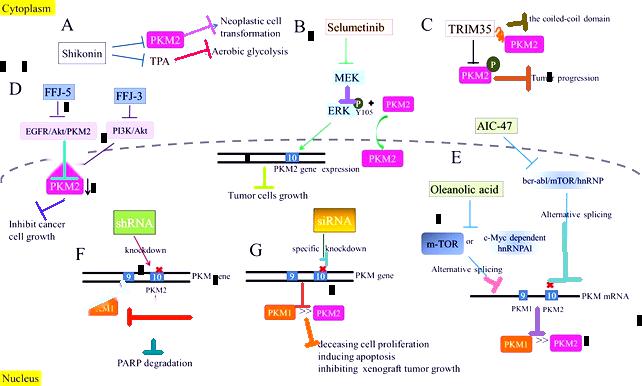 Cytoplasm
A
Shikonin
PKM2
TPA
Neoplastic cell
transformation
Aerobic glycolysis
B
Selumetinib
MEK
ERK
P
Y105
+
PKM2
PKM2
10
PKM2 gene expression
Tumor cells growth
C
TRIM35
the coiled-coil domain
PKM2
P
PKM2
Tumor progression
D
FFJ-5
FFJ-3
EGFR/Akt/PKM2
PI3K/Akt
PKM2
Inhibit cancer
cell growth
AIC-47
E
bcr-abl/mTOR/hnRNP
Oleanolic acid
Alternative splicing
m-TOR
or
c-Myc dependent
hnRNPAI
Alternative splicing
9
10
PKM mRNA
PKM1
PKM2
PKM1
>>
PKM2
F
shRNA
knockdown
9
10
PKM gene
PKM2
PARP degradation
G
siRNA
specific knockdown
9
10
PKM gene
PKM1
>>
PKM2
deceasing cell proliferation
inducing apoptosis
inhibiting xenograft tumor growth
Nucleus